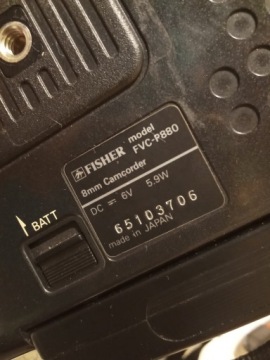 FISHER model
FVC-P880
8mm Camcorder
DC ⎓ 6V 5.9W
65103706
made in JAPAN
BATT